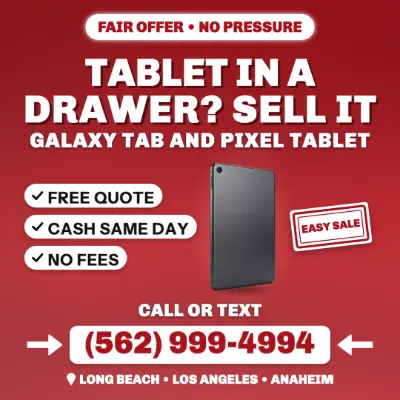 FAIR OFFER • NO PRESSURE
TABLET IN A
DRAWER? SELL IT
GALAXY TAB AND PIXEL TABLET
FREE QUOTE
CASH SAME DAY
NO FEES
EASY SALE
CALL OR TEXT
(562) 999-4994
LONG BEACH • LOS ANGELES • ANAHEIM